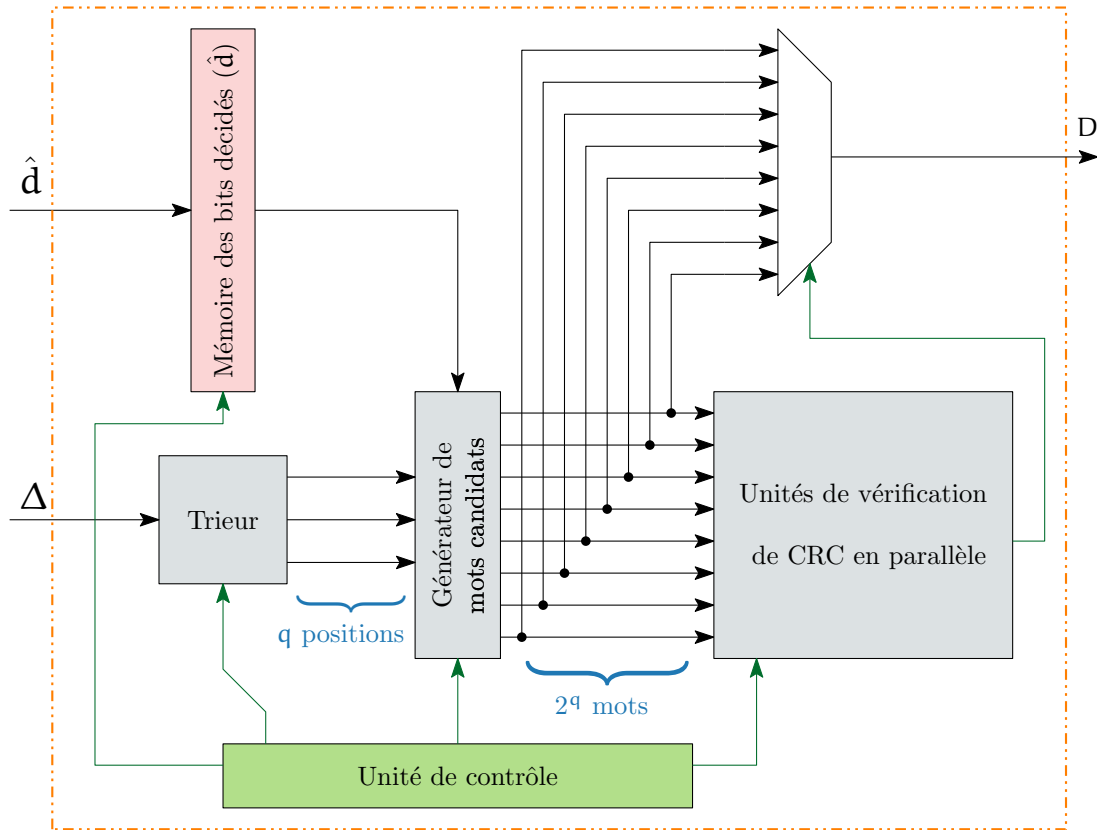 Mémoire des bits décidés (d̂)
D
d̂
Δ
Trieur
Générateur de
mots candidats
Unités de vérification
de CRC en parallèle
q positions
2^q mots
Unité de contrôle